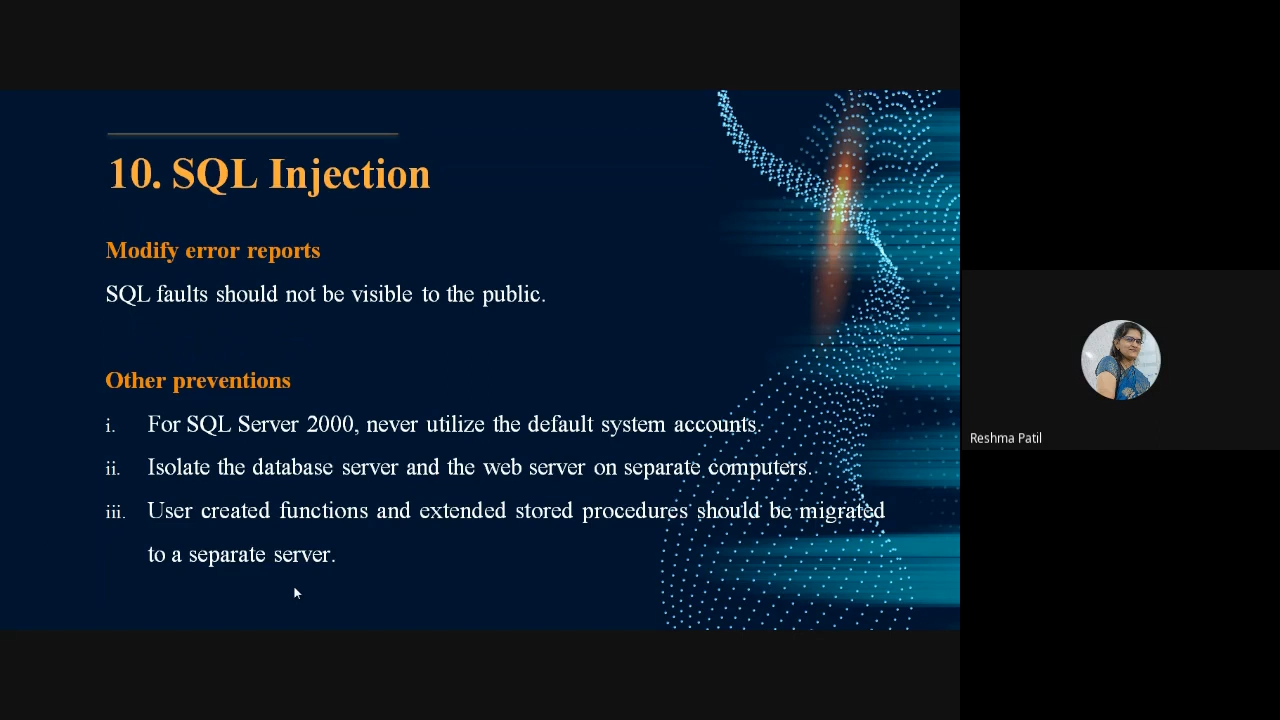 10. SQL Injection
Modify error reports
SQL faults should not be visible to the public.
Other preventions
i. For SQL Server 2000, never utilize the default system accounts.
ii. Isolate the database server and the web server on separate computers.
iii. User created functions and extended stored procedures should be migrated
to a separate server.
Reshma Patil